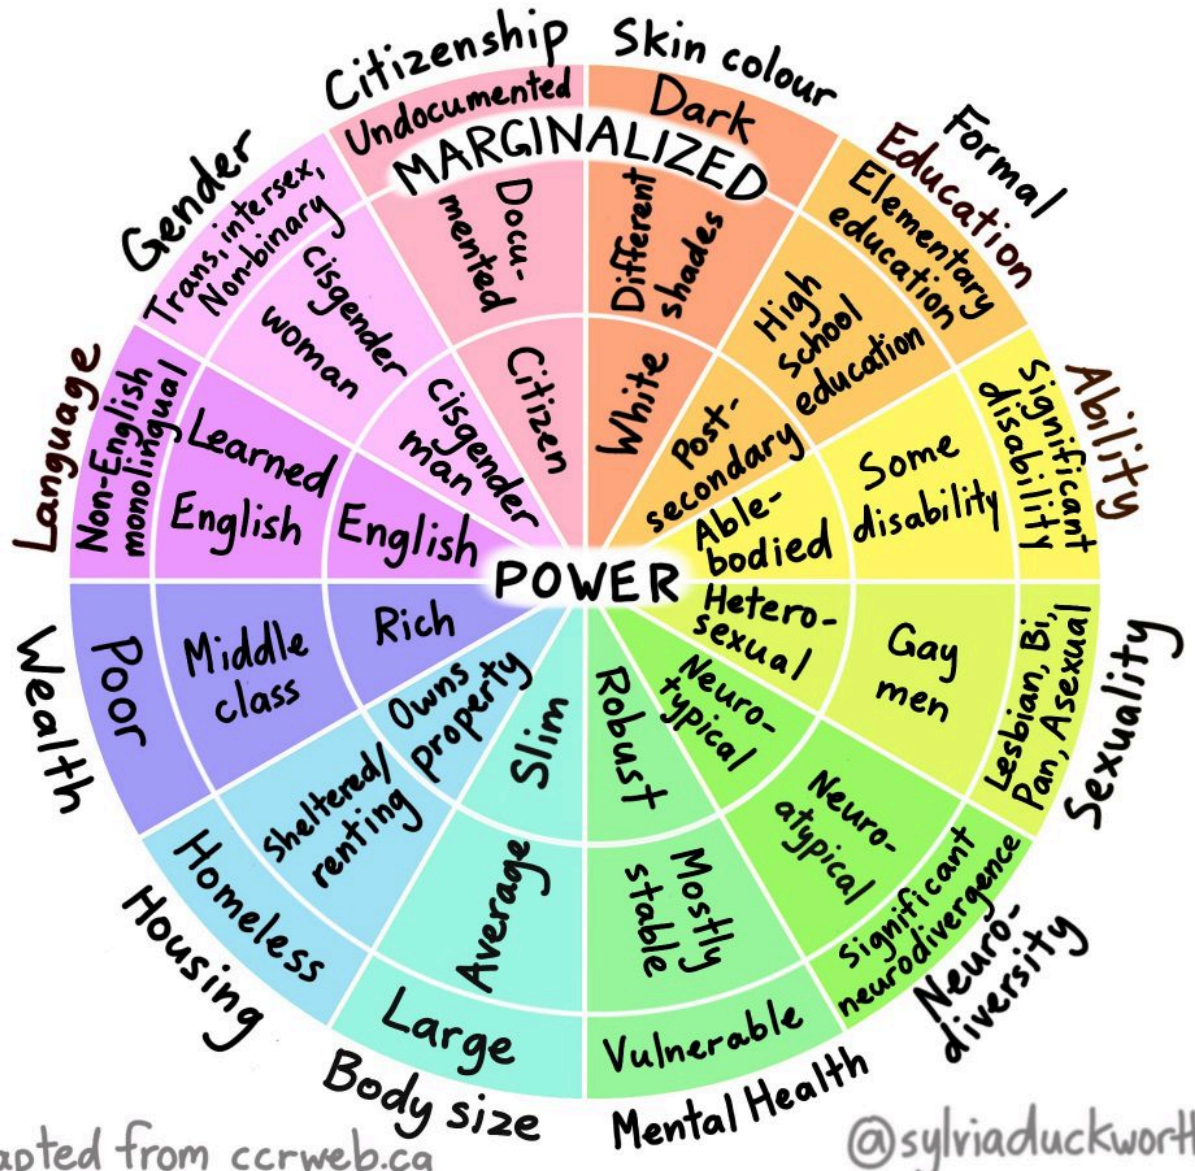 Citizenship
Undocumented
Docu-
mented
Citizen
Skin colour
Dark
Different
shades
White
Formal
Education
Elementary
education
High
school
education
Post-
secondary
Ability
Significant
disability
Some
disability
Able-
bodied
Sexuality
Lesbian, Bi,
Pan, Asexual
Gay
men
Hetero-
sexual
Neuro-
diversity
Significant
neurodivergence
Neuro-
atypical
Neuro-
typical
Mental Health
Vulnerable
Mostly
stable
Robust
Body size
Large
Average
Slim
Housing
Homeless
Sheltered/
renting
Owns
property
Wealth
Poor
Middle
class
Rich
Language
Non-English
monolingual
Learned
English
English
Gender
Trans, intersex,
Non-binary
cisgender
woman
cisgender
man
MARGINALIZED
POWER
apted from ccrweb.ca
@sylviaduckworth